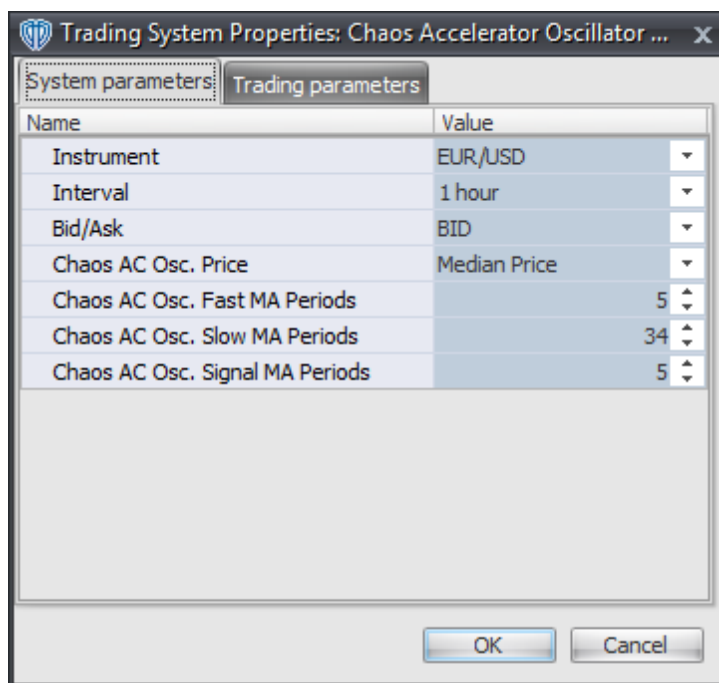 Trading System Properties: Chaos Accelerator Oscillator ... x
System parameters Trading parameters
Name Value
Instrument EUR/USD
Interval 1 hour
Bid/Ask BID
Chaos AC Osc. Price Median Price
Chaos AC Osc. Fast MA Periods 5
Chaos AC Osc. Slow MA Periods 34
Chaos AC Osc. Signal MA Periods 5
OK Cancel